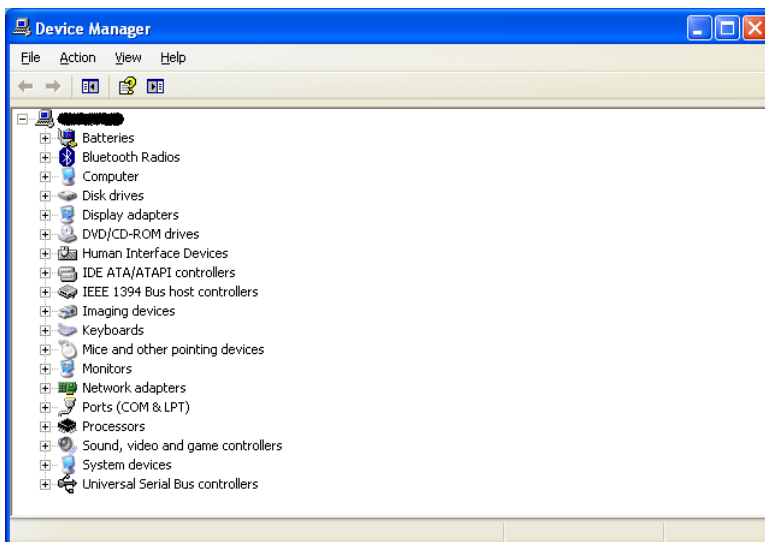 Device Manager
File Action View Help
Batteries
Bluetooth Radios
Computer
Disk drives
Display adapters
DVD/CD-ROM drives
Human Interface Devices
IDE ATA/ATAPI controllers
IEEE 1394 Bus host controllers
Imaging devices
Keyboards
Mice and other pointing devices
Monitors
Network adapters
Ports (COM & LPT)
Processors
Sound, video and game controllers
System devices
Universal Serial Bus controllers